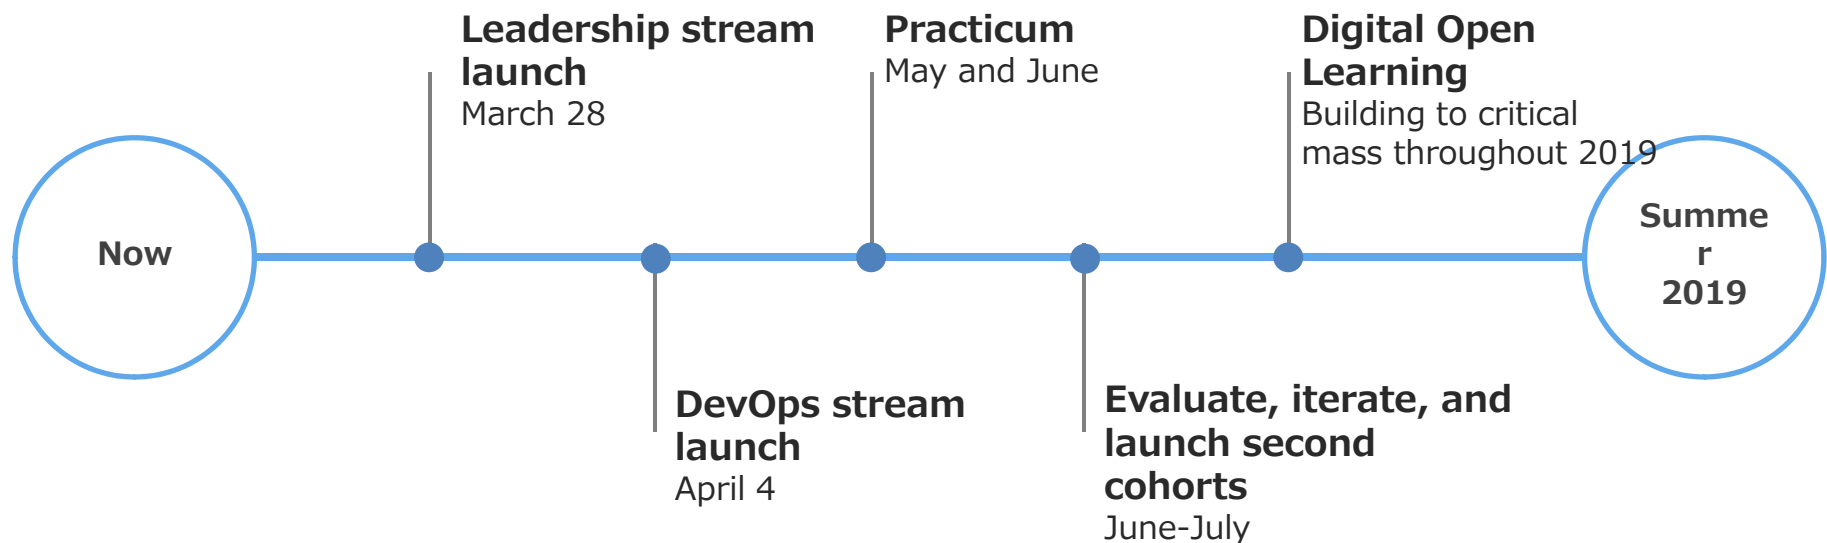 Leadership stream
launch
March 28
Practicum
May and June
Digital Open
Learning
Building to critical
mass throughout 2019
Now
Summe
r
2019
DevOps stream
launch
April 4
Evaluate, iterate, and
launch second
cohorts
June-July